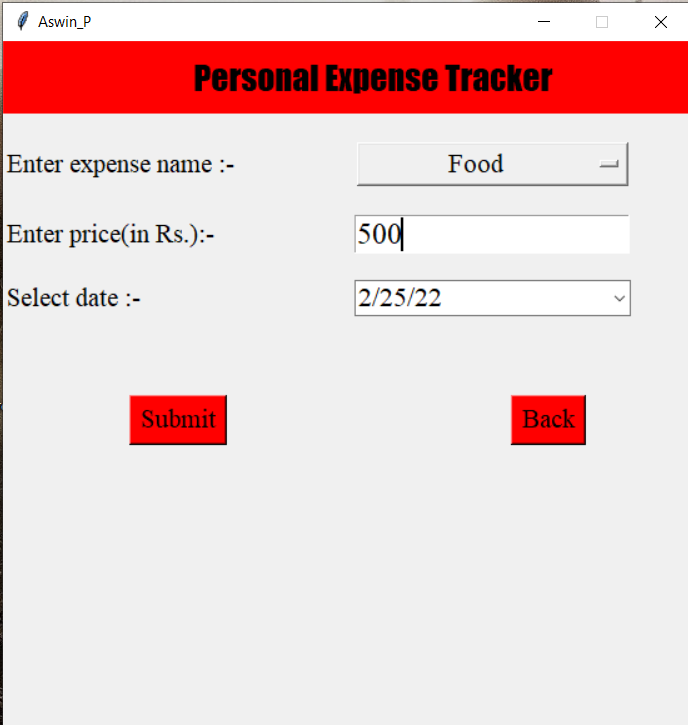 Aswin_P
Personal Expense Tracker
Enter expense name :- Food
Enter price(in Rs.):- 500
Select date :- 2/25/22
Submit Back